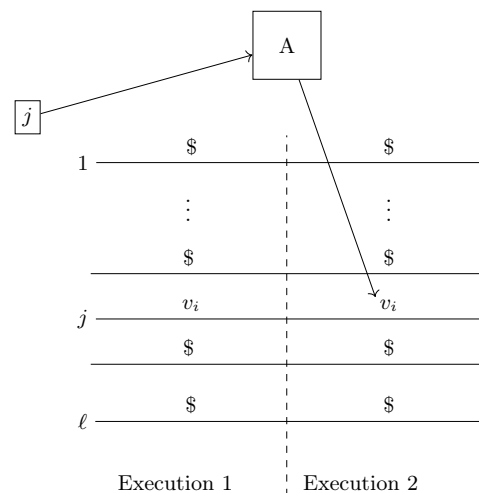 A
j
$ $
1
⋮ ⋮
$ $
j v_i v_i
$ $
$ $
ℓ
Execution 1 Execution 2